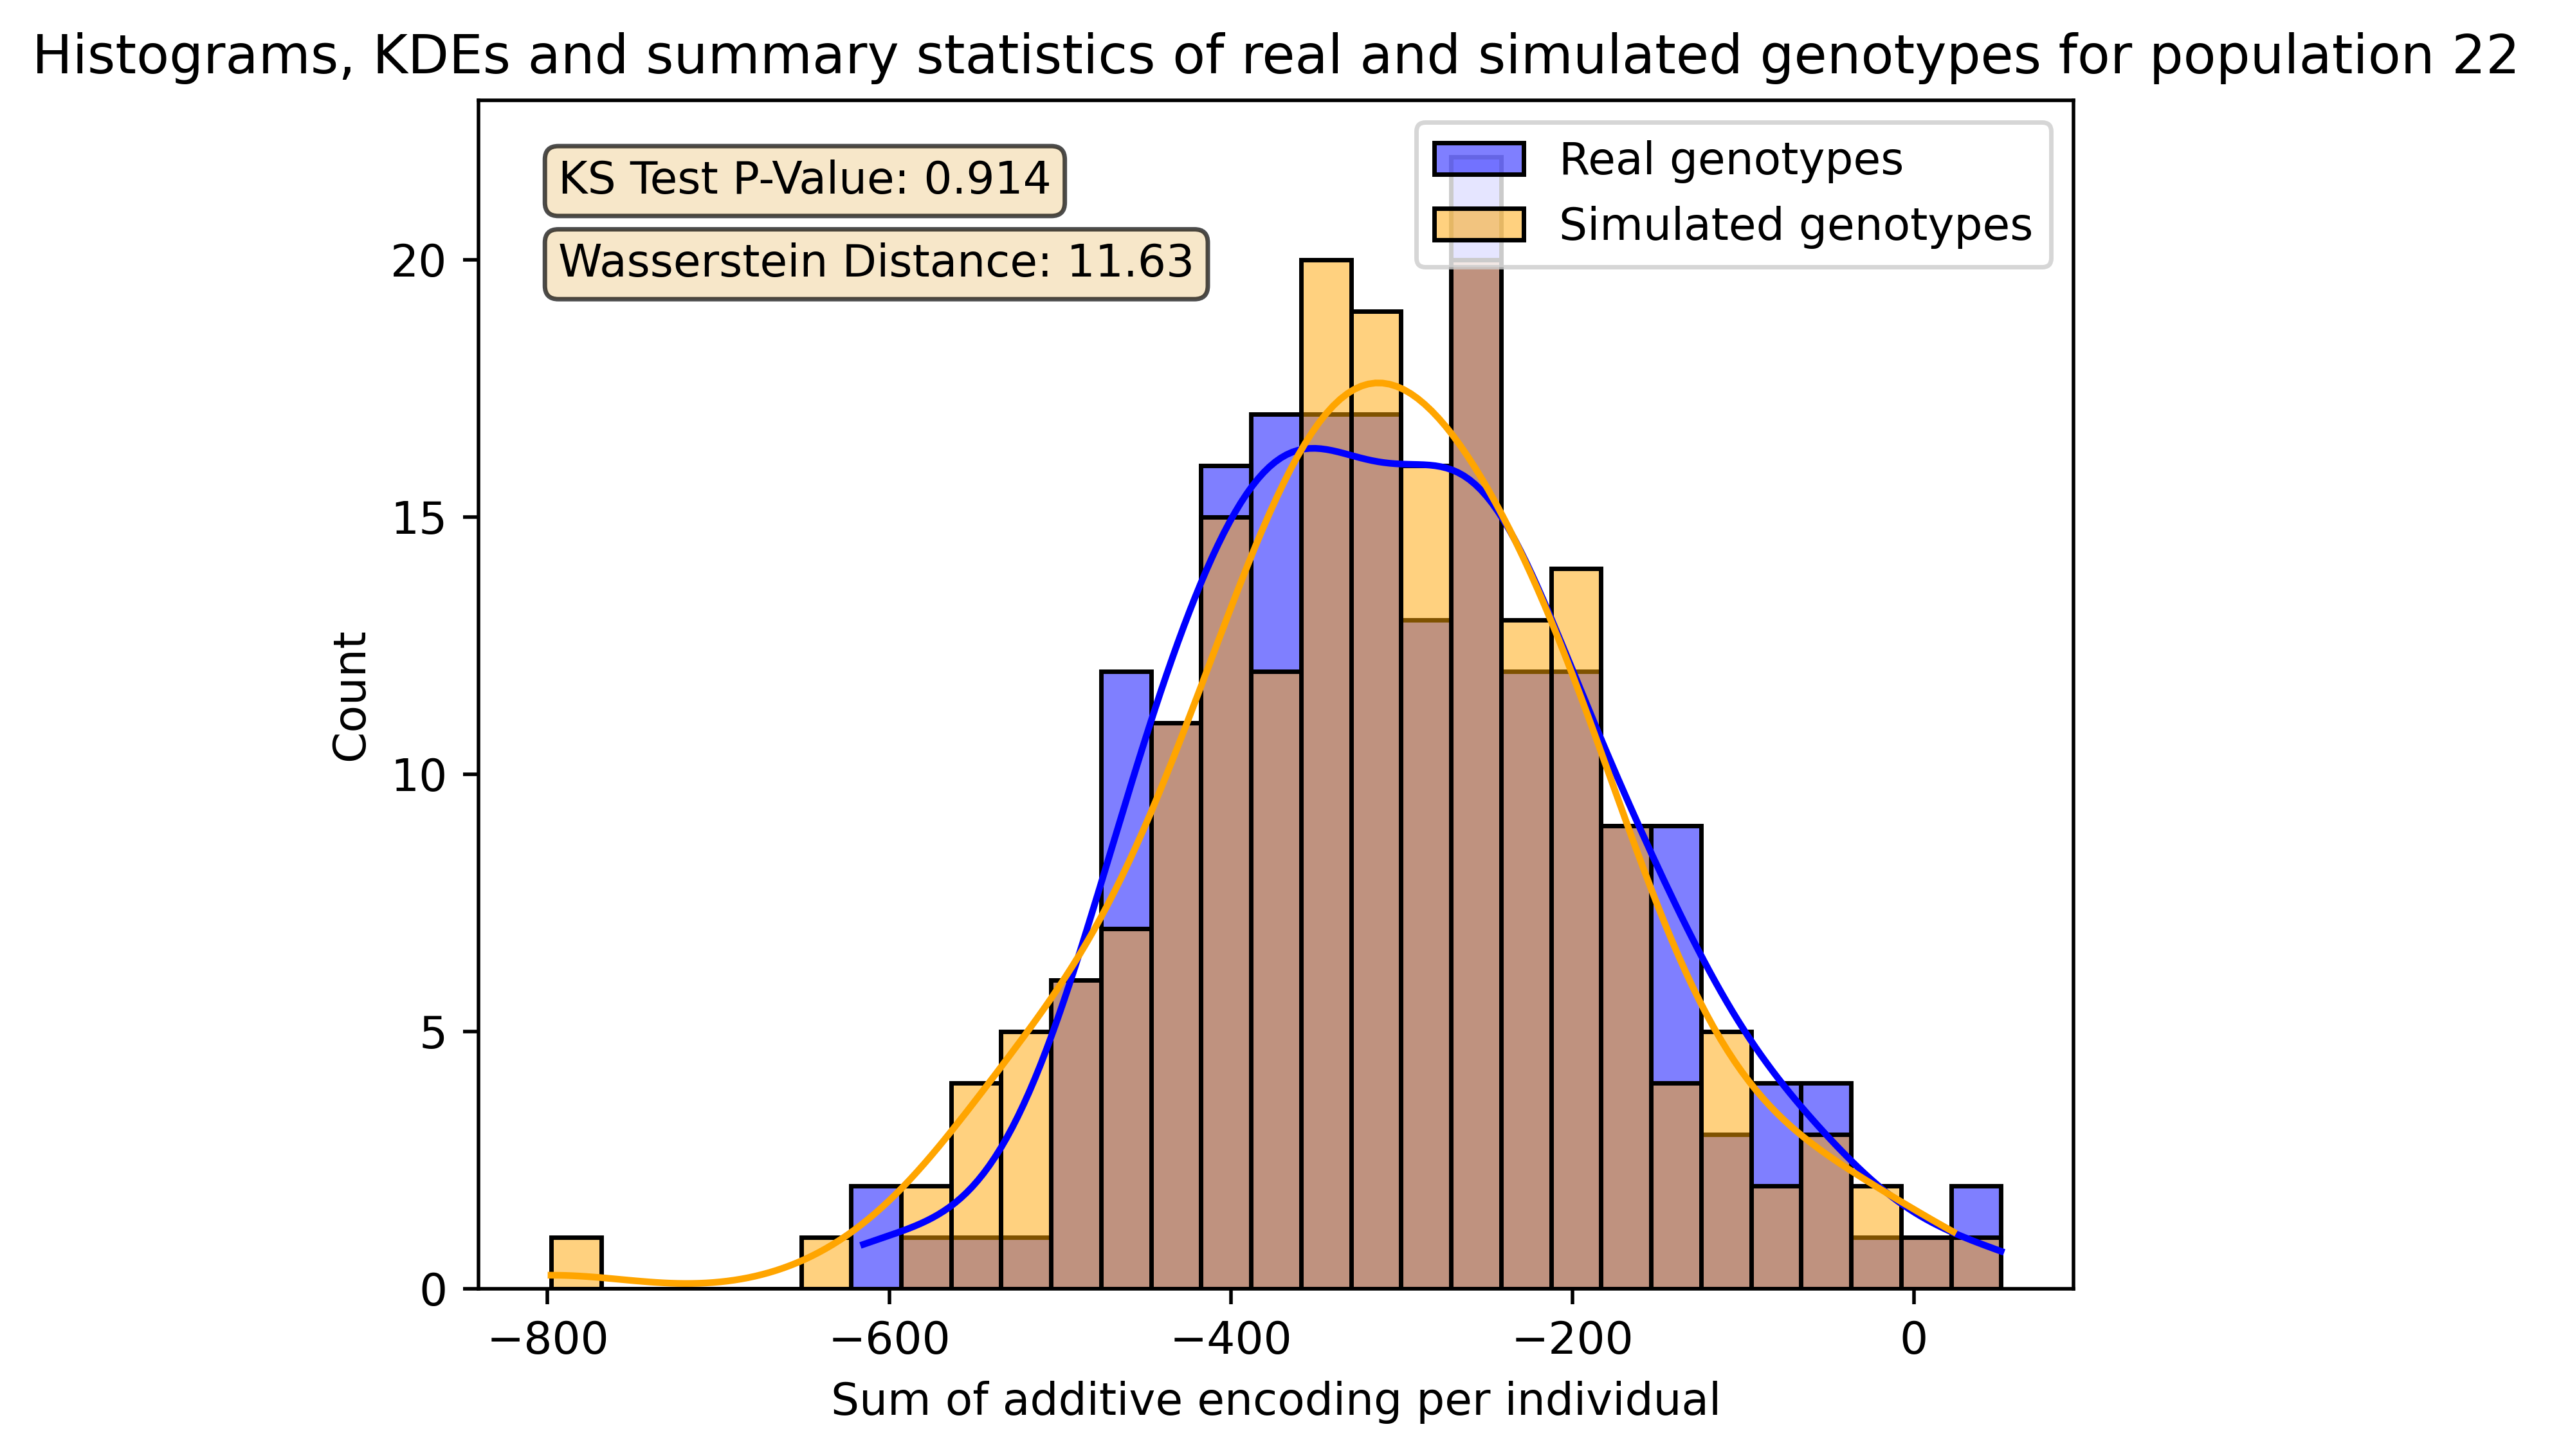 Histograms, KDEs and summary statistics of real and simulated genotypes for population 22
KS Test P-Value: 0.914
Wasserstein Distance: 11.63
Real genotypes
Simulated genotypes
20
15
10
5
0
Count
−800
−600
−400
−200
0
Sum of additive encoding per individual